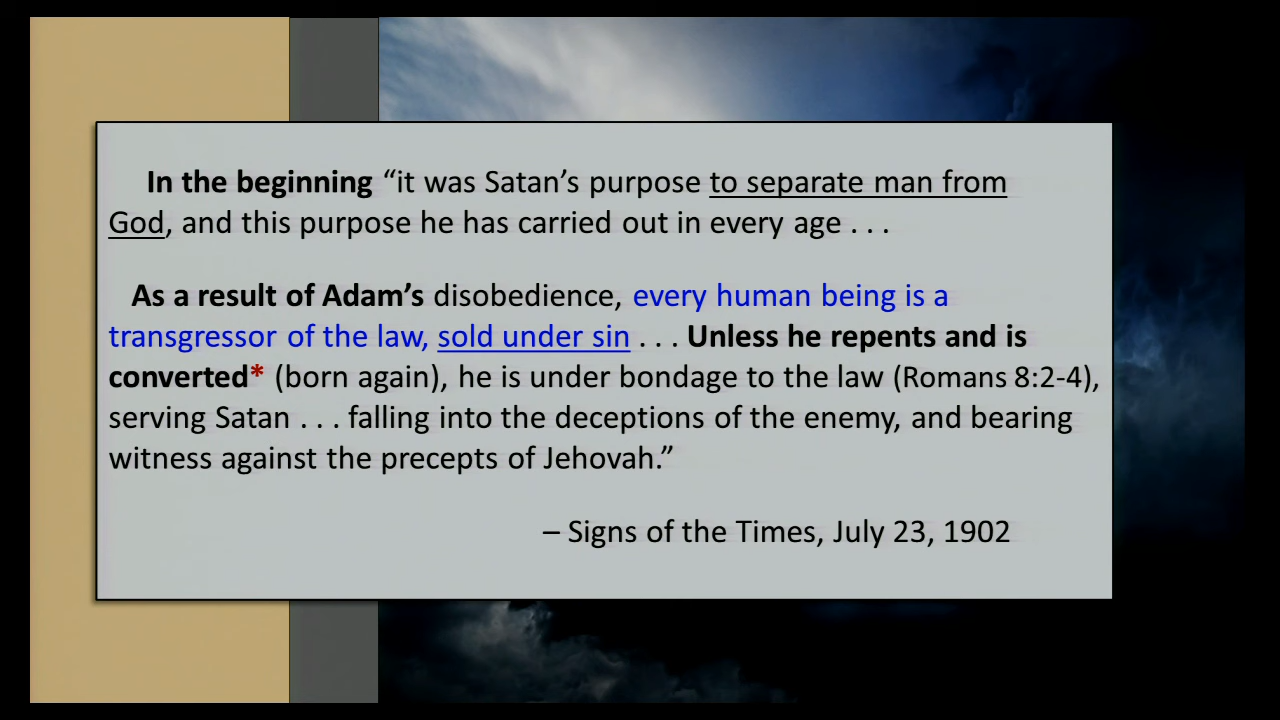 In the beginning “it was Satan’s purpose to separate man from
God, and this purpose he has carried out in every age . . .
As a result of Adam’s disobedience, every human being is a
transgressor of the law, sold under sin . . . Unless he repents and is
converted* (born again), he is under bondage to the law (Romans 8:2-4),
serving Satan . . . falling into the deceptions of the enemy, and bearing
witness against the precepts of Jehovah.”
– Signs of the Times, July 23, 1902